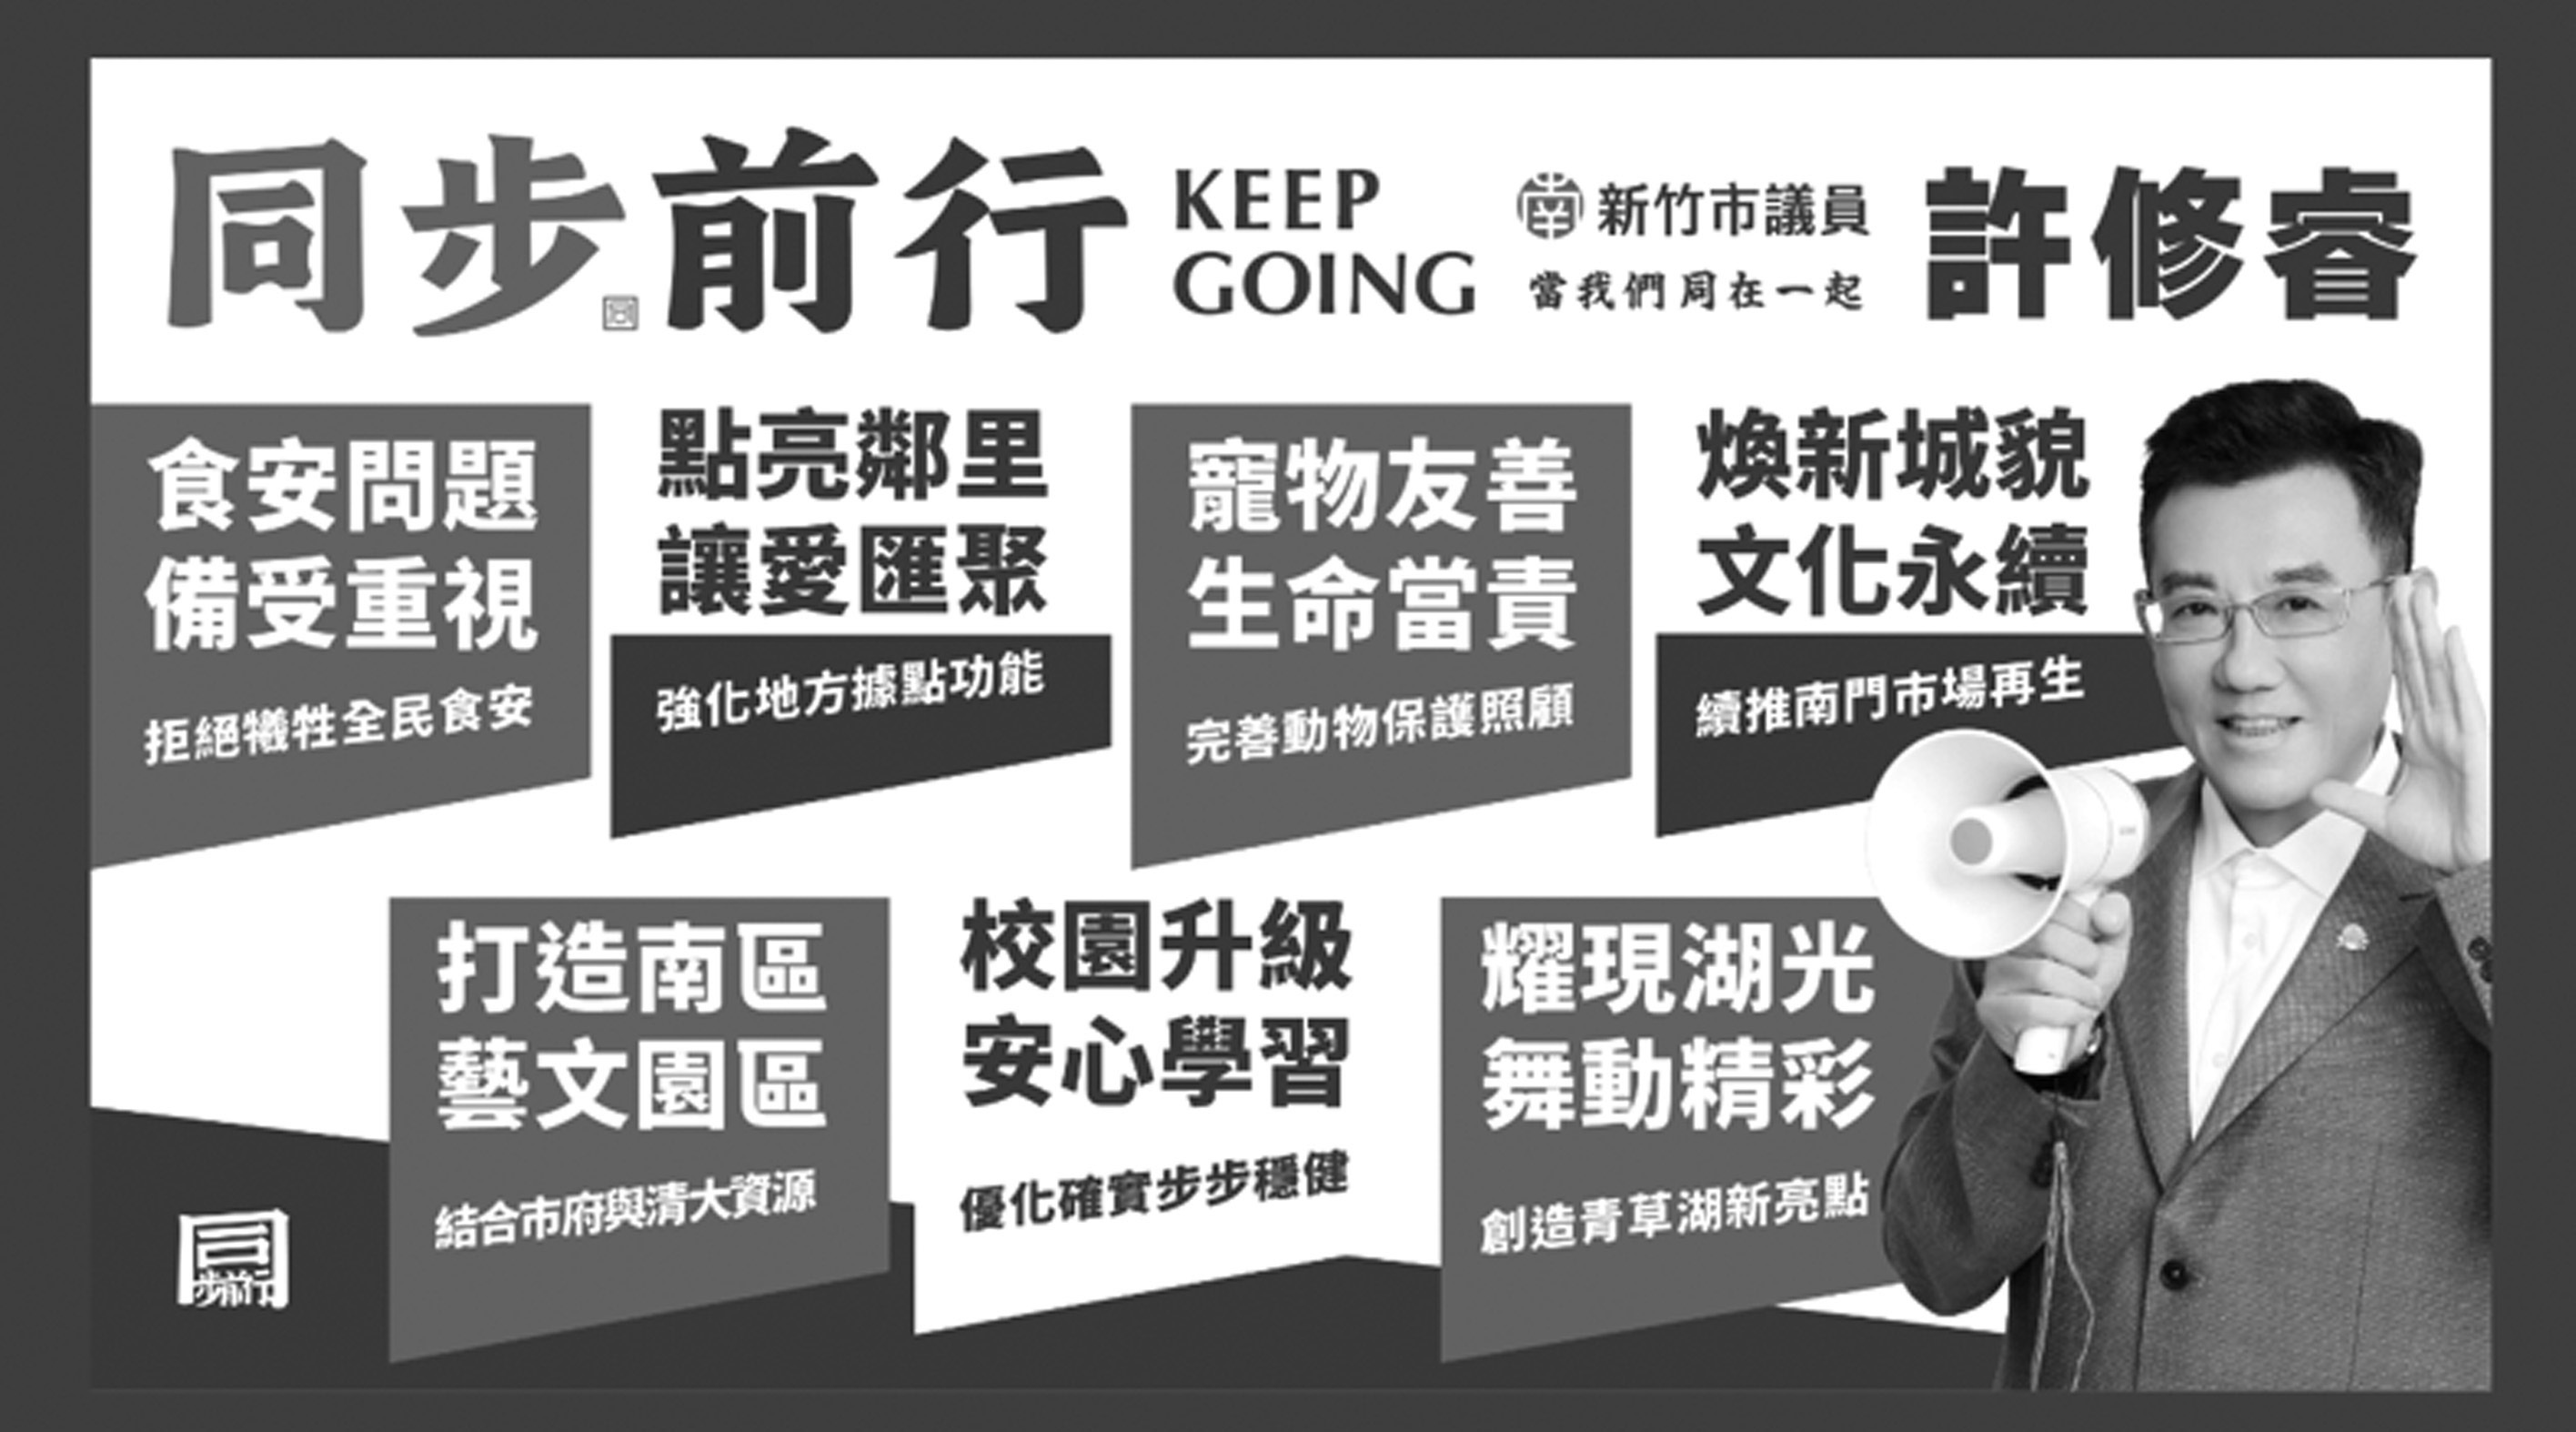 同步前行
KEEP
GOING
新竹市議員
當我們同在一起
許修睿
食安問題
備受重視
拒絕犧牲全民食安
點亮鄰里
讓愛匯聚
強化地方據點功能
寵物友善
生命當責
完善動物保護照顧
煥新城貌
文化永續
續推南門市場再生
打造南區
藝文園區
結合市府與清大資源
校園升級
安心學習
優化確實步步穩健
耀現湖光
舞動精彩
創造青草湖新亮點
同
步前行